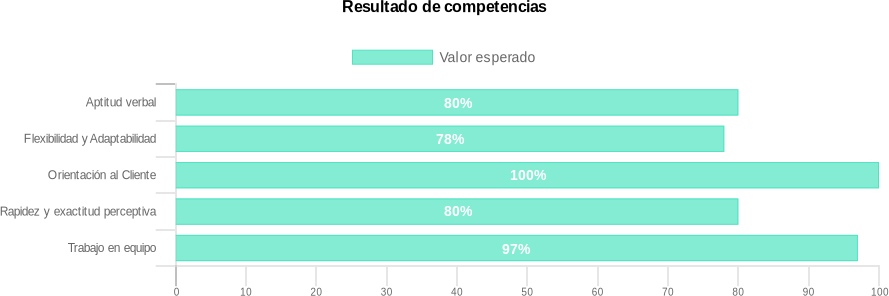 Resultado de competencias
Valor esperado
Aptitud verbal 80%
Flexibilidad y Adaptabilidad 78%
Orientación al Cliente 100%
Rapidez y exactitud perceptiva 80%
Trabajo en equipo 97%
0 10 20 30 40 50 60 70 80 90 100